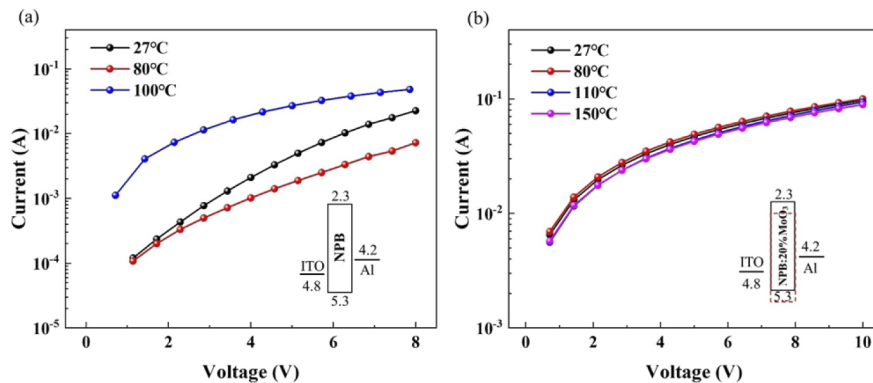 (a)
27℃
80℃
100℃
10⁻¹
10⁻²
10⁻³
10⁻⁴
10⁻⁵
Current (A)
0 2 4 6 8
Voltage (V)
2.3
NPB
ITO
4.8
4.2
Al
5.3
(b)
27℃
80℃
110℃
150℃
10⁻¹
10⁻²
10⁻³
Current (A)
0 2 4 6 8 10
Voltage (V)
2.3
NPB:20%MoO₃
ITO
4.8
4.2
Al
5.3